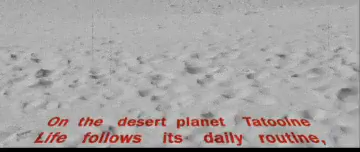 On the desert planet Tatooine
Life follows its daily routine,